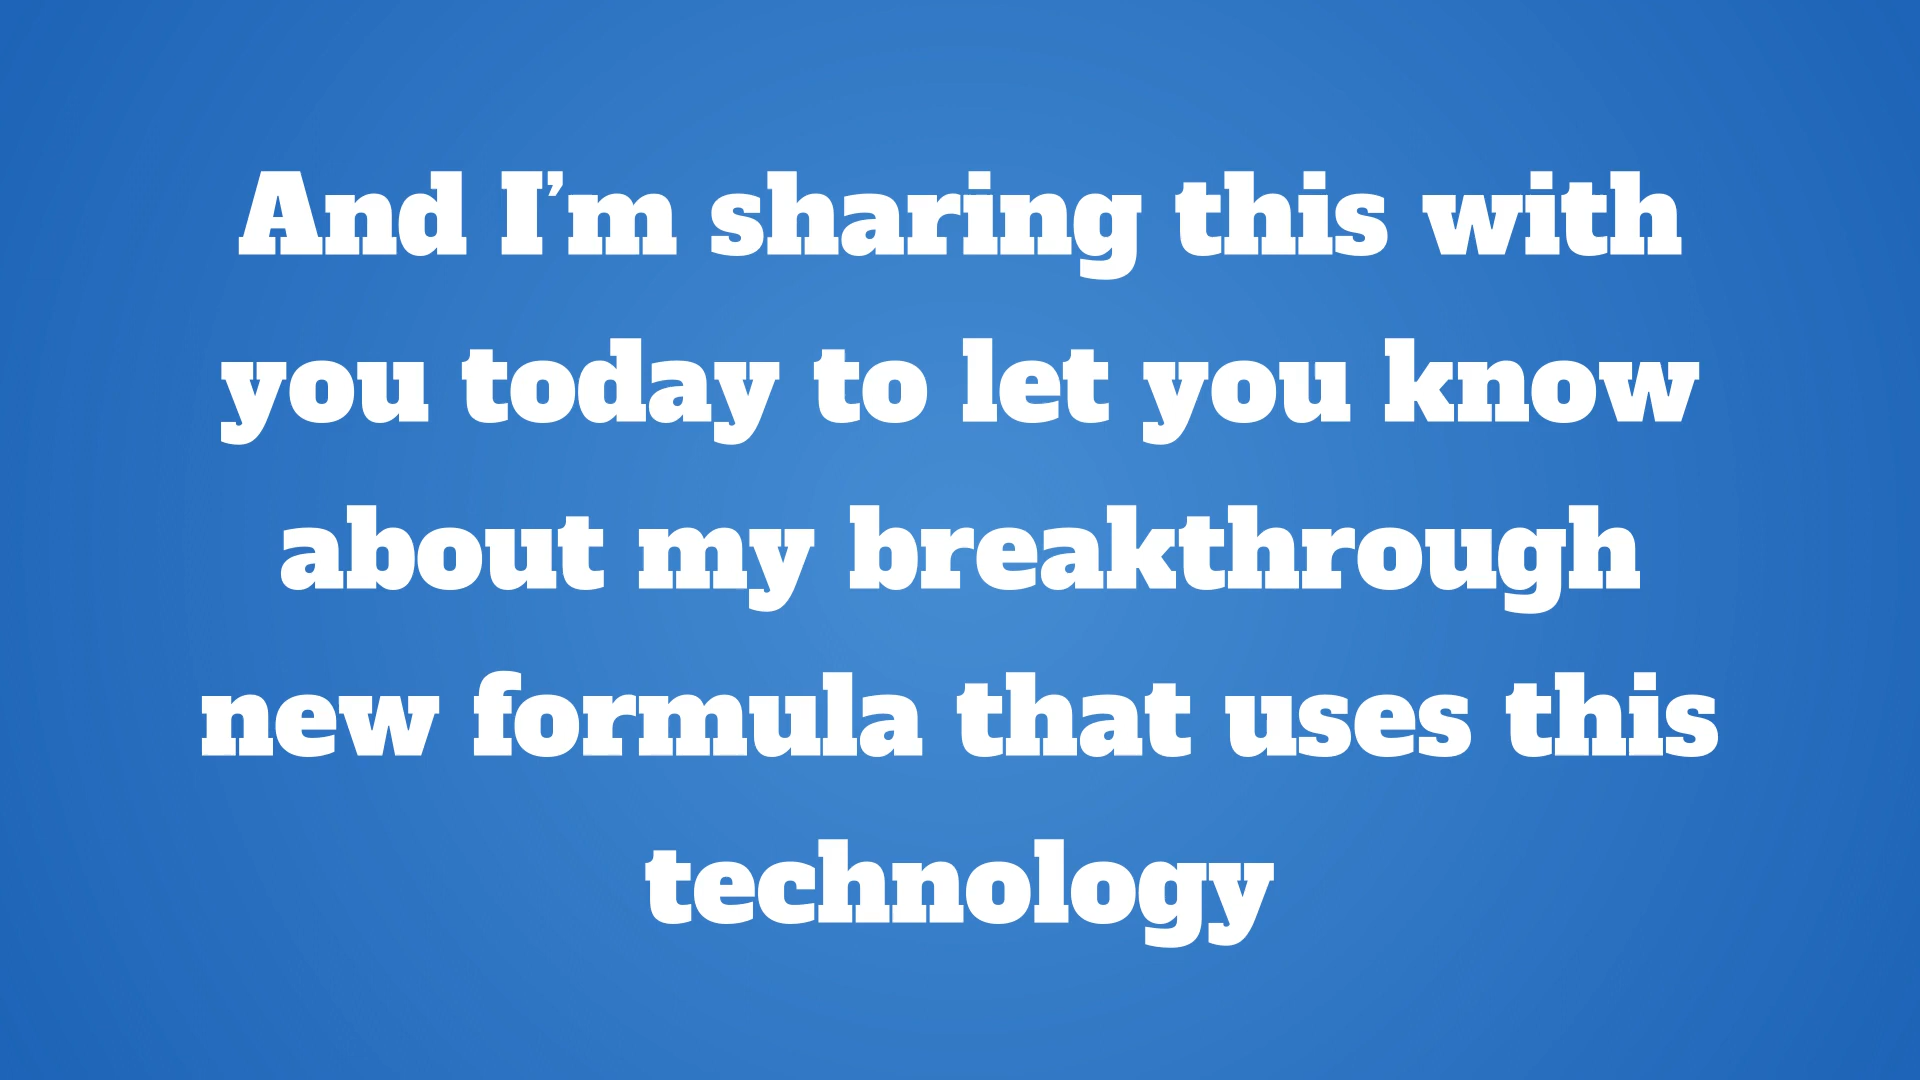 And I’m sharing this with
you today to let you know
about my breakthrough
new formula that uses this
technology